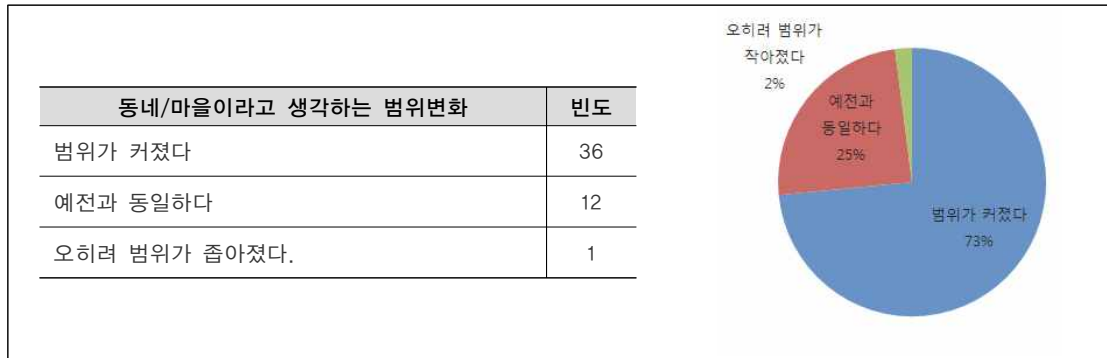 동네/마을이라고 생각하는 범위변화 빈도
범위가 커졌다 36
예전과 동일하다 12
오히려 범위가 좁아졌다. 1
오히려 범위가
작아졌다
2%
예전과
동일하다
25%
범위가 커졌다
73%